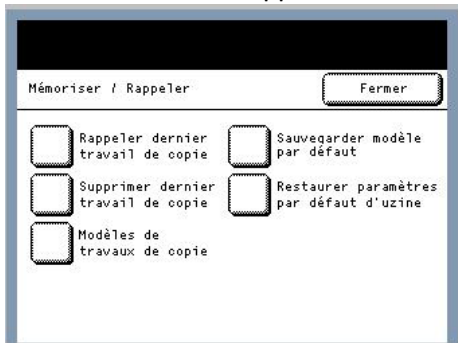 Mémoriser / Rappeler
Fermer
Rappeler dernier
travail de copie
Sauvegarder modèle
par défaut
Supprimer dernier
travail de copie
Restaurer paramètres
par défaut d'uzine
Modèles de
travaux de copie